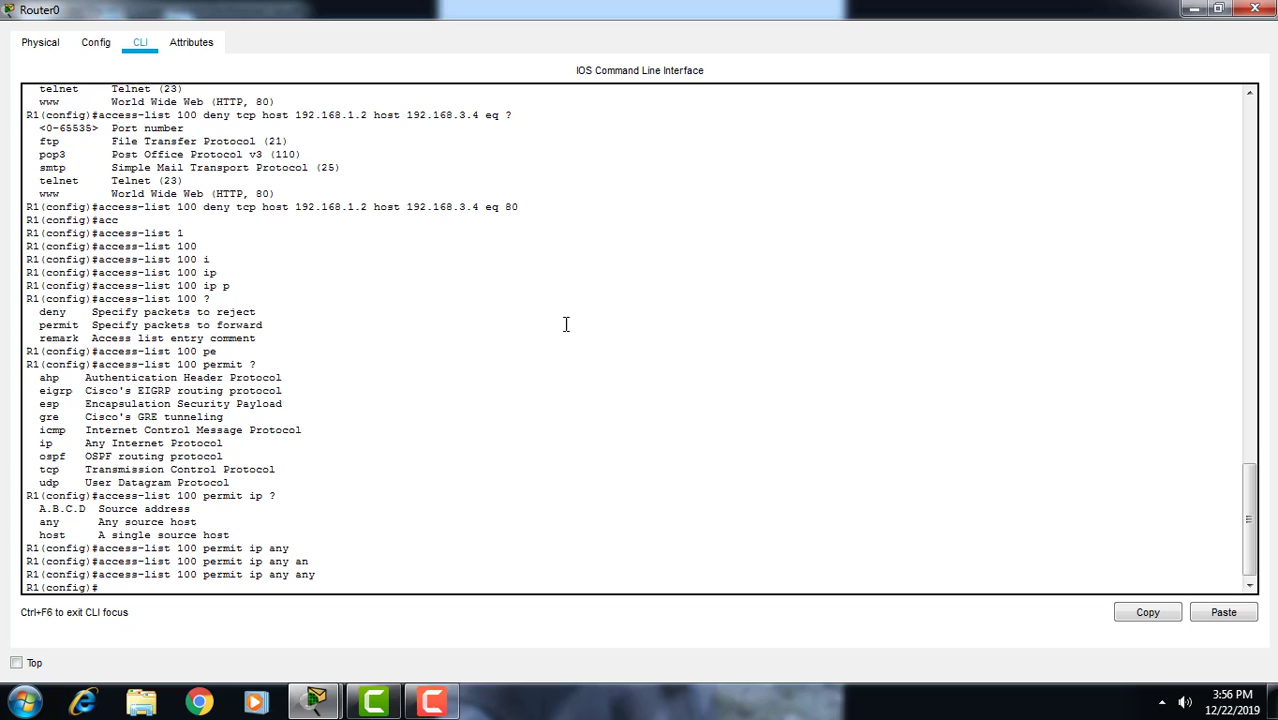 Router0
Physical Config CLI Attributes
IOS Command Line Interface
telnet Telnet (23)
www World Wide Web (HTTP, 80)
R1(config)#access-list 100 deny tcp host 192.168.1.2 host 192.168.3.4 eq ?
<0-65535> Port number
ftp File Transfer Protocol (21)
pop3 Post Office Protocol v3 (110)
smtp Simple Mail Transport Protocol (25)
telnet Telnet (23)
www World Wide Web (HTTP, 80)
R1(config)#access-list 100 deny tcp host 192.168.1.2 host 192.168.3.4 eq 80
R1(config)#acc
R1(config)#access-list 1
R1(config)#access-list 100
R1(config)#access-list 100 i
R1(config)#access-list 100 ip
R1(config)#access-list 100 ip p
R1(config)#access-list 100 ?
deny Specify packets to reject
permit Specify packets to forward
remark Access list entry comment
R1(config)#access-list 100 pe
R1(config)#access-list 100 permit ?
ahp Authentication Header Protocol
eigrp Cisco's EIGRP routing protocol
esp Encapsulation Security Payload
gre Cisco's GRE tunneling
icmp Internet Control Message Protocol
ip Any Internet Protocol
ospf OSPF routing protocol
tcp Transmission Control Protocol
udp User Datagram Protocol
R1(config)#access-list 100 permit ip ?
A.B.C.D Source address
any Any source host
host A single source host
R1(config)#access-list 100 permit ip any
R1(config)#access-list 100 permit ip any an
R1(config)#access-list 100 permit ip any any
R1(config)#
Ctrl+F6 to exit CLI focus
Copy Paste
Top
3:56 PM
12/22/2019